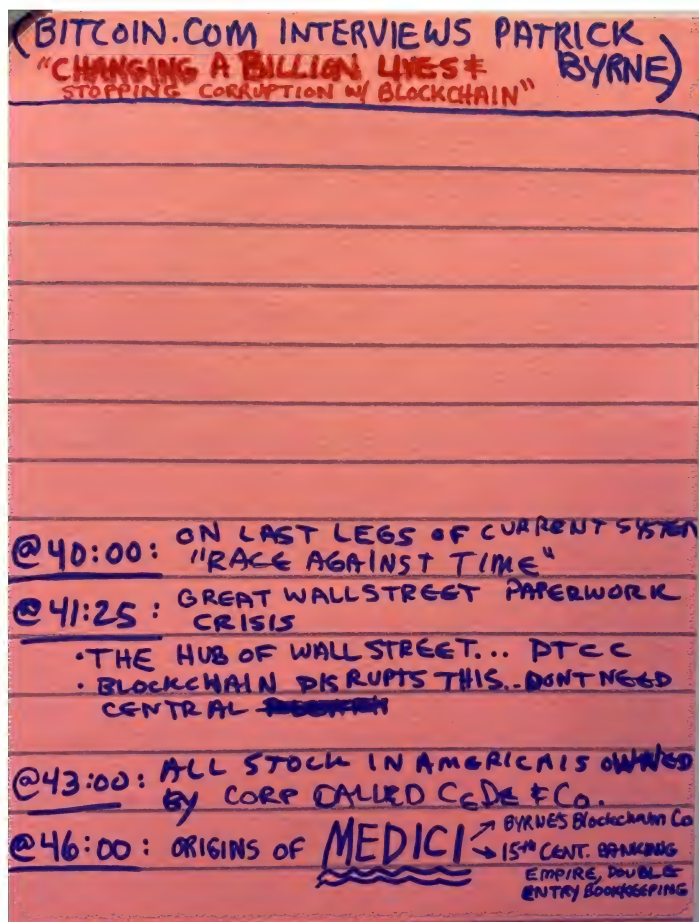 (BITCOIN.COM INTERVIEWS PATRICK
BYRNE)
"CHANGING A BILLION LIVES &
STOPPING CORRUPTION W/ BLOCKCHAIN"
@40:00: ON LAST LEGS OF CURRENT SYSTEM
"RACE AGAINST TIME"
@41:25: GREAT WALLSTREET PAPERWORK
CRISIS
• THE HUB OF WALL STREET... DTCC
• BLOCKCHAIN DISRUPTS THIS.. DONT NEED
CENTRAL
@43:00: ALL STOCK IN AMERICA IS OWNED
BY CORP CALLED CEDE & CO.
@46:00: ORIGINS OF MEDICI
→ BYRNE'S Blockchain Co
→ 15th CENT. BANKING
EMPIRE, DOUBLE
ENTRY BOOKKEEPING